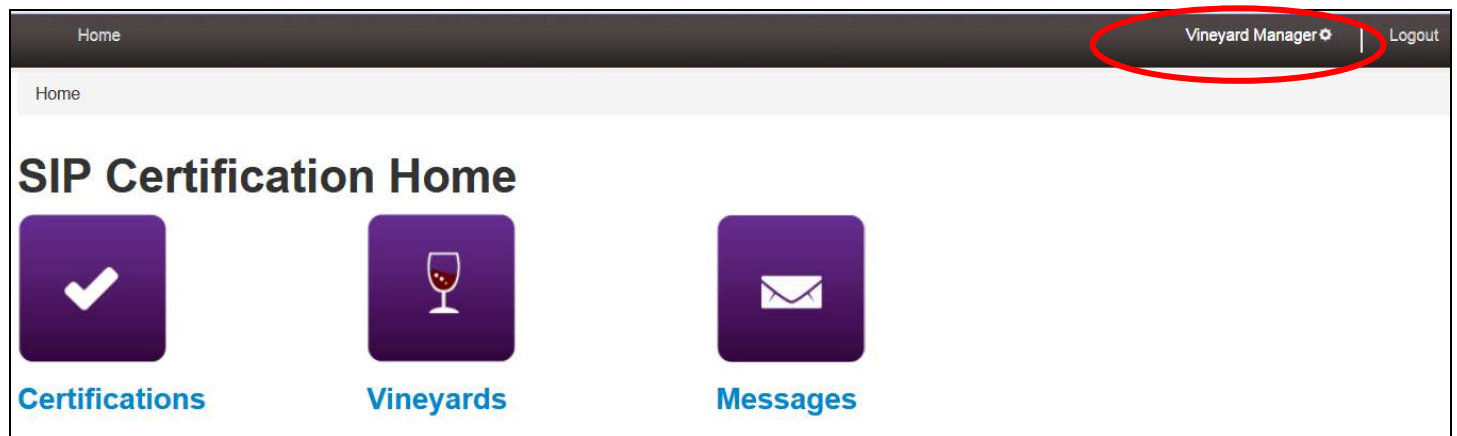 Home Vineyard Manager Logout
Home
SIP Certification Home
Certifications Vineyards Messages